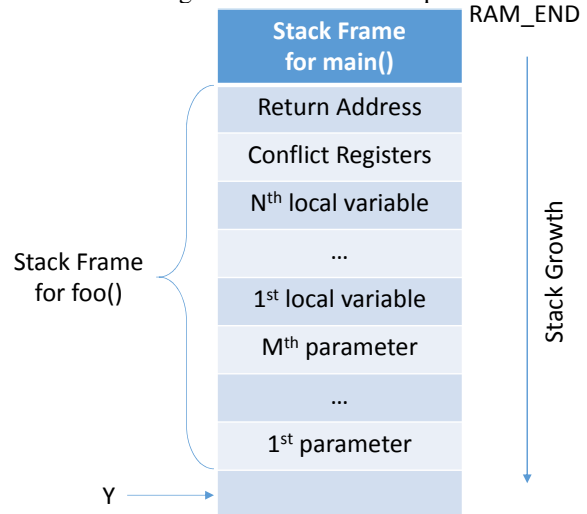 Stack Frame
for main()
RAM_END
Return Address
Conflict Registers
Nth local variable
...
1st local variable
Mth parameter
...
1st parameter
Stack Frame
for foo()
Y
Stack Growth